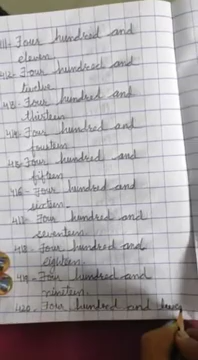 411- Four hundred and
eleven
412- Four hundred and
twelve
413- Four hundred and
thirteen
414- Four hundred and
fourteen
415- Four hundred and
fifteen
416- Four hundred and
sixteen
417- Four hundred and
seventeen
418- Four hundred and
eighteen
419- Four hundred and
nineteen
420- Four hundred and